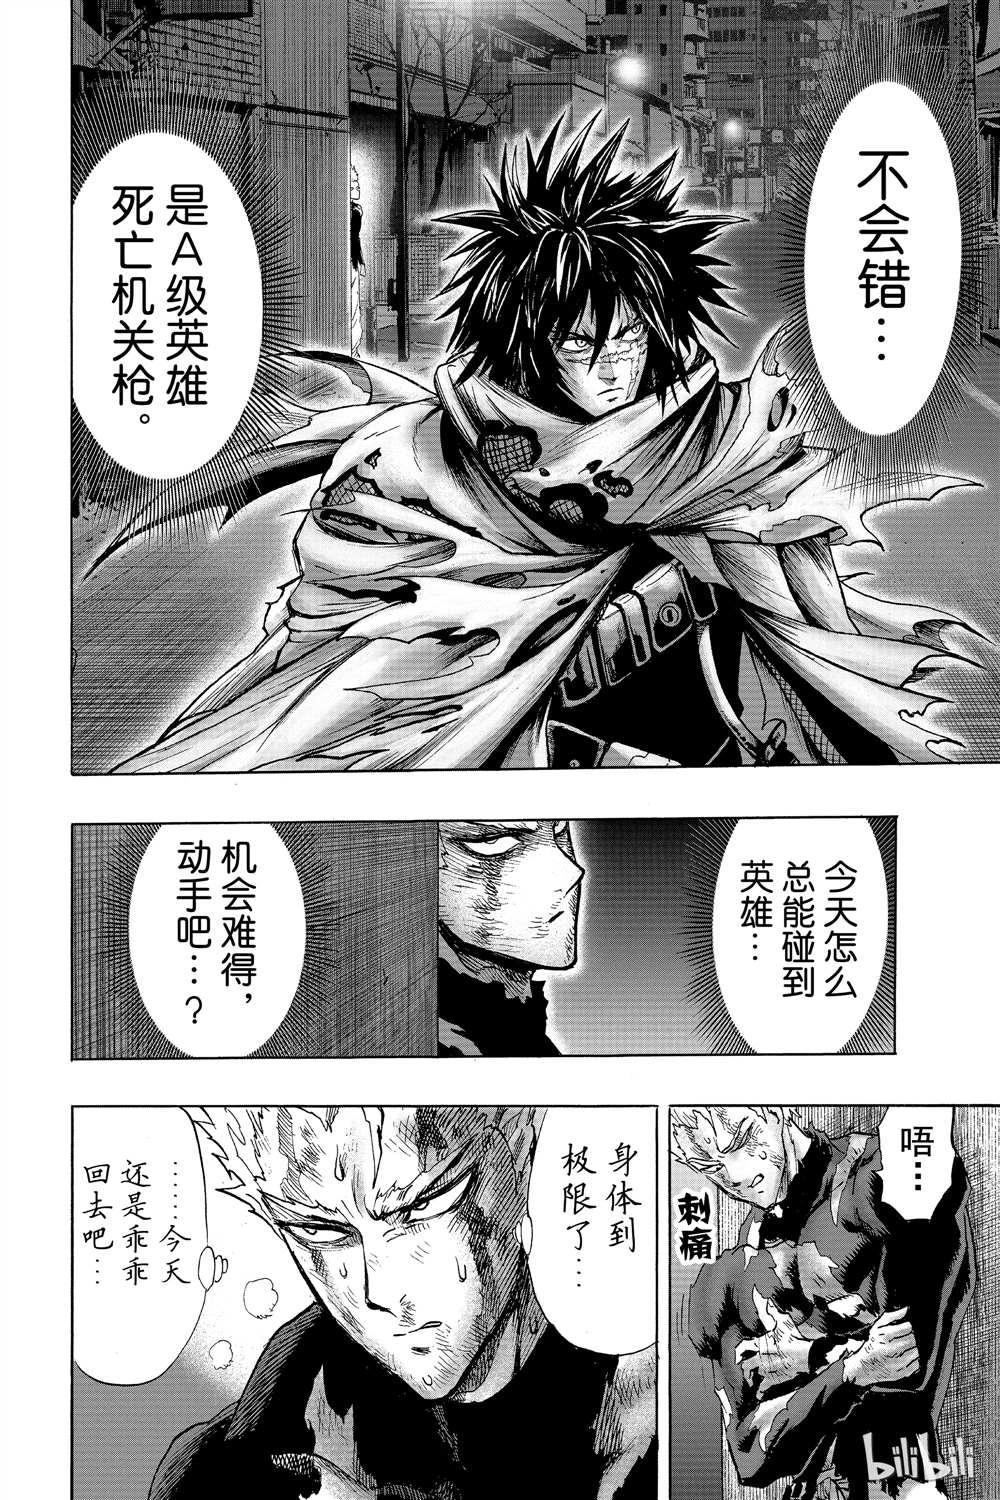 不会错…
是A级英雄
死亡机关枪。
今天怎么
总能碰到
英雄…
机会难得，
动手吧…？
唔…
刺痛
身体到
极限了…
……今天
还是乖乖
回去吧…
bilibili